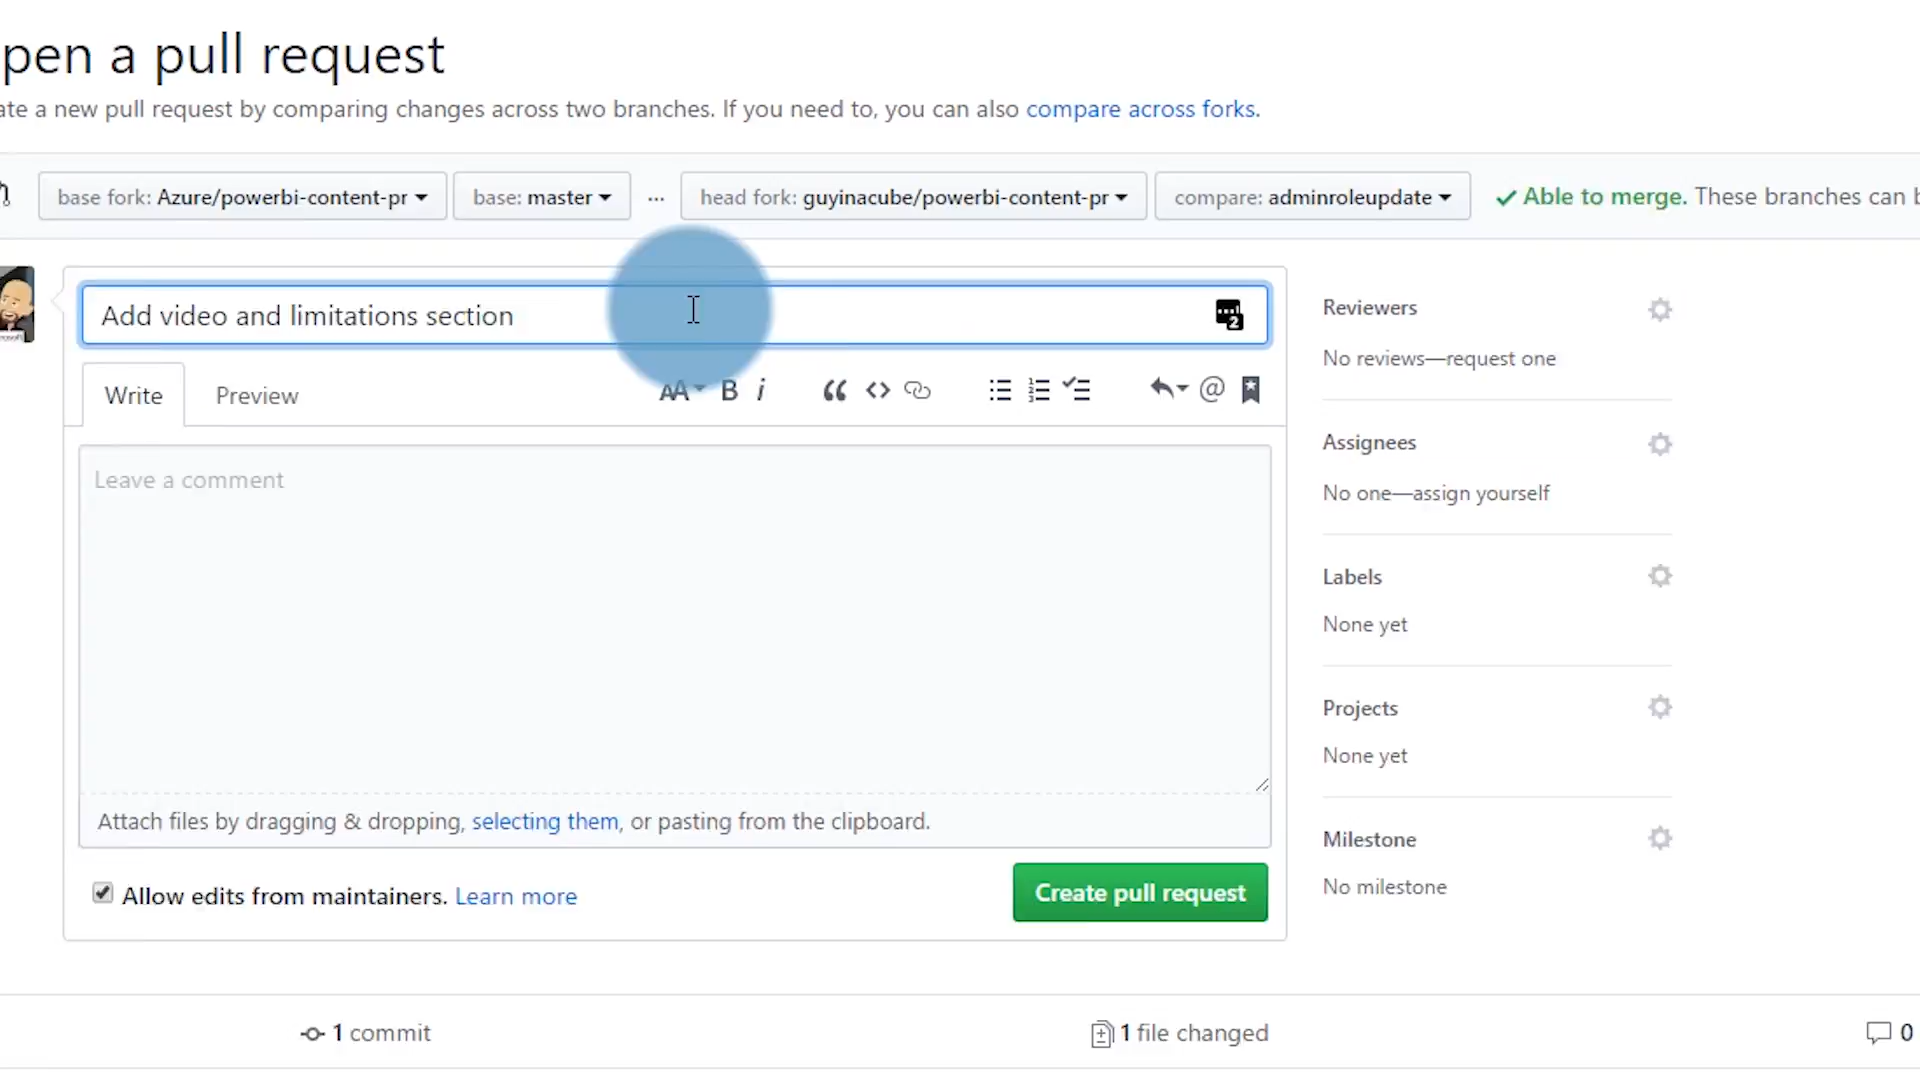 pen a pull request
ate a new pull request by comparing changes across two branches. If you need to, you can also compare across forks.
base fork: Azure/powerbi-content-pr base: master ... head fork: guyinacube/powerbi-content-pr compare: adminroleupdate Able to merge. These branches can b
Add video and limitations section
2
Write Preview AA B i
Leave a comment
Attach files by dragging & dropping, selecting them, or pasting from the clipboard.
Allow edits from maintainers. Learn more
Create pull request
Reviewers
No reviews—request one
Assignees
No one—assign yourself
Labels
None yet
Projects
None yet
Milestone
No milestone
1 commit
1 file changed
0